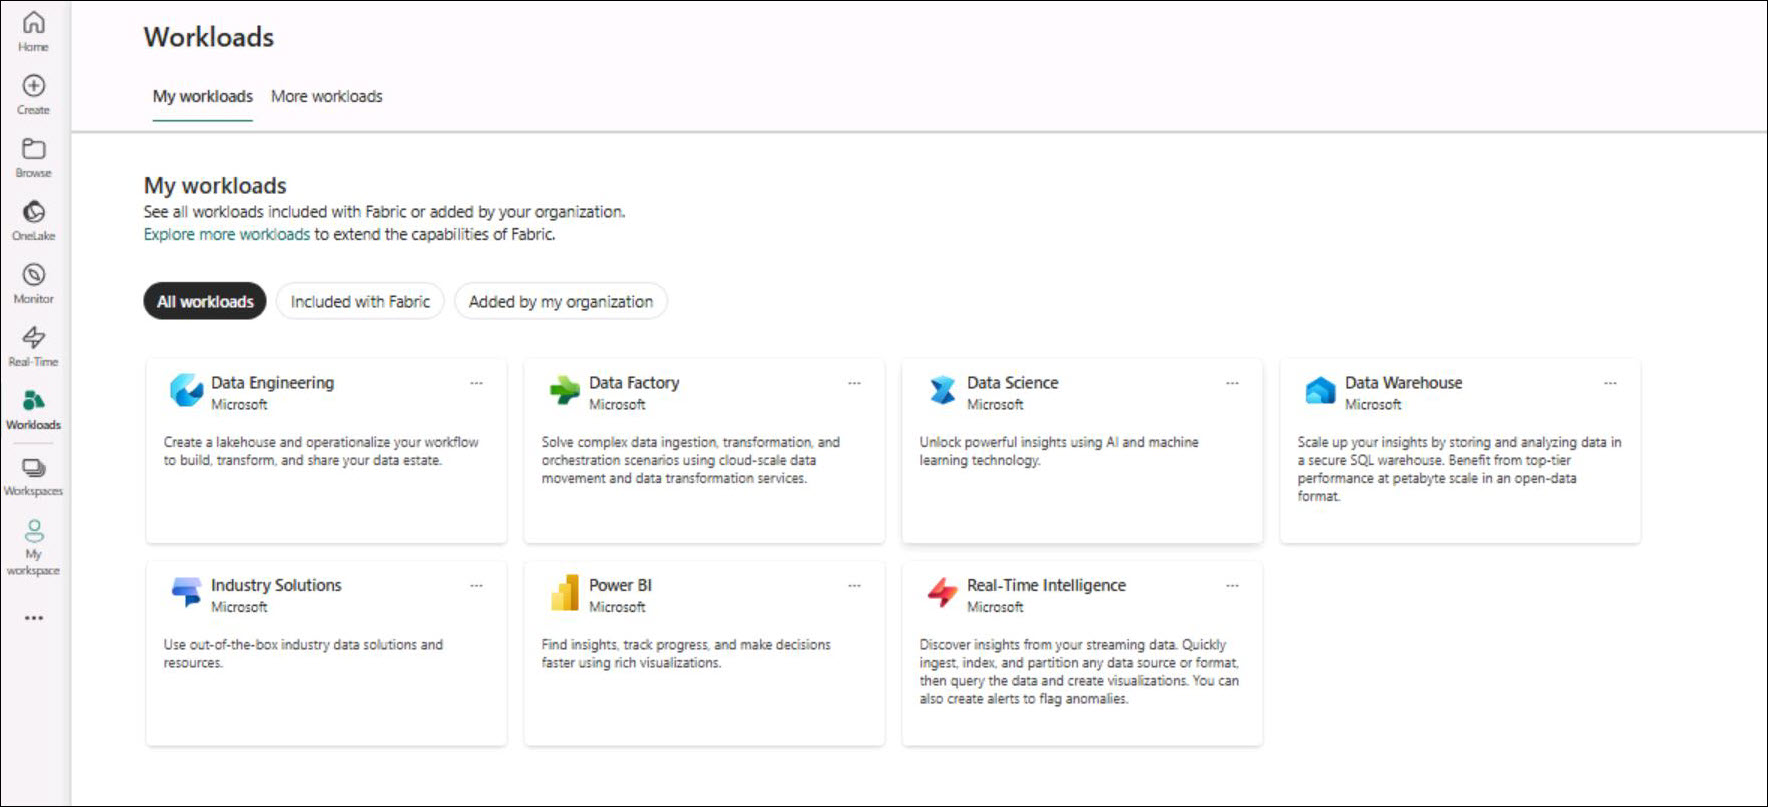 Home
Create
Browse
OneLake
Monitor
Real-Time
Workloads
Workspaces
My
workspace
Workloads
My workloads More workloads
My workloads
See all workloads included with Fabric or added by your organization.
Explore more workloads to extend the capabilities of Fabric.
All workloads Included with Fabric Added by my organization
Data Engineering
Microsoft
Create a lakehouse and operationalize your workflow
to build, transform, and share your data estate.
Data Factory
Microsoft
Solve complex data ingestion, transformation, and
orchestration scenarios using cloud-scale data
movement and data transformation services.
Data Science
Microsoft
Unlock powerful insights using AI and machine
learning technology.
Data Warehouse
Microsoft
Scale up your insights by storing and analyzing data in
a secure SQL warehouse. Benefit from top-tier
performance at petabyte scale in an open-data
format.
Industry Solutions
Microsoft
Use out-of-the-box industry data solutions and
resources.
Power BI
Microsoft
Find insights, track progress, and make decisions
faster using rich visualizations.
Real-Time Intelligence
Microsoft
Discover insights from your streaming data. Quickly
ingest, index, and partition any data source or format,
then query the data and create visualizations. You can
also create alerts to flag anomalies.